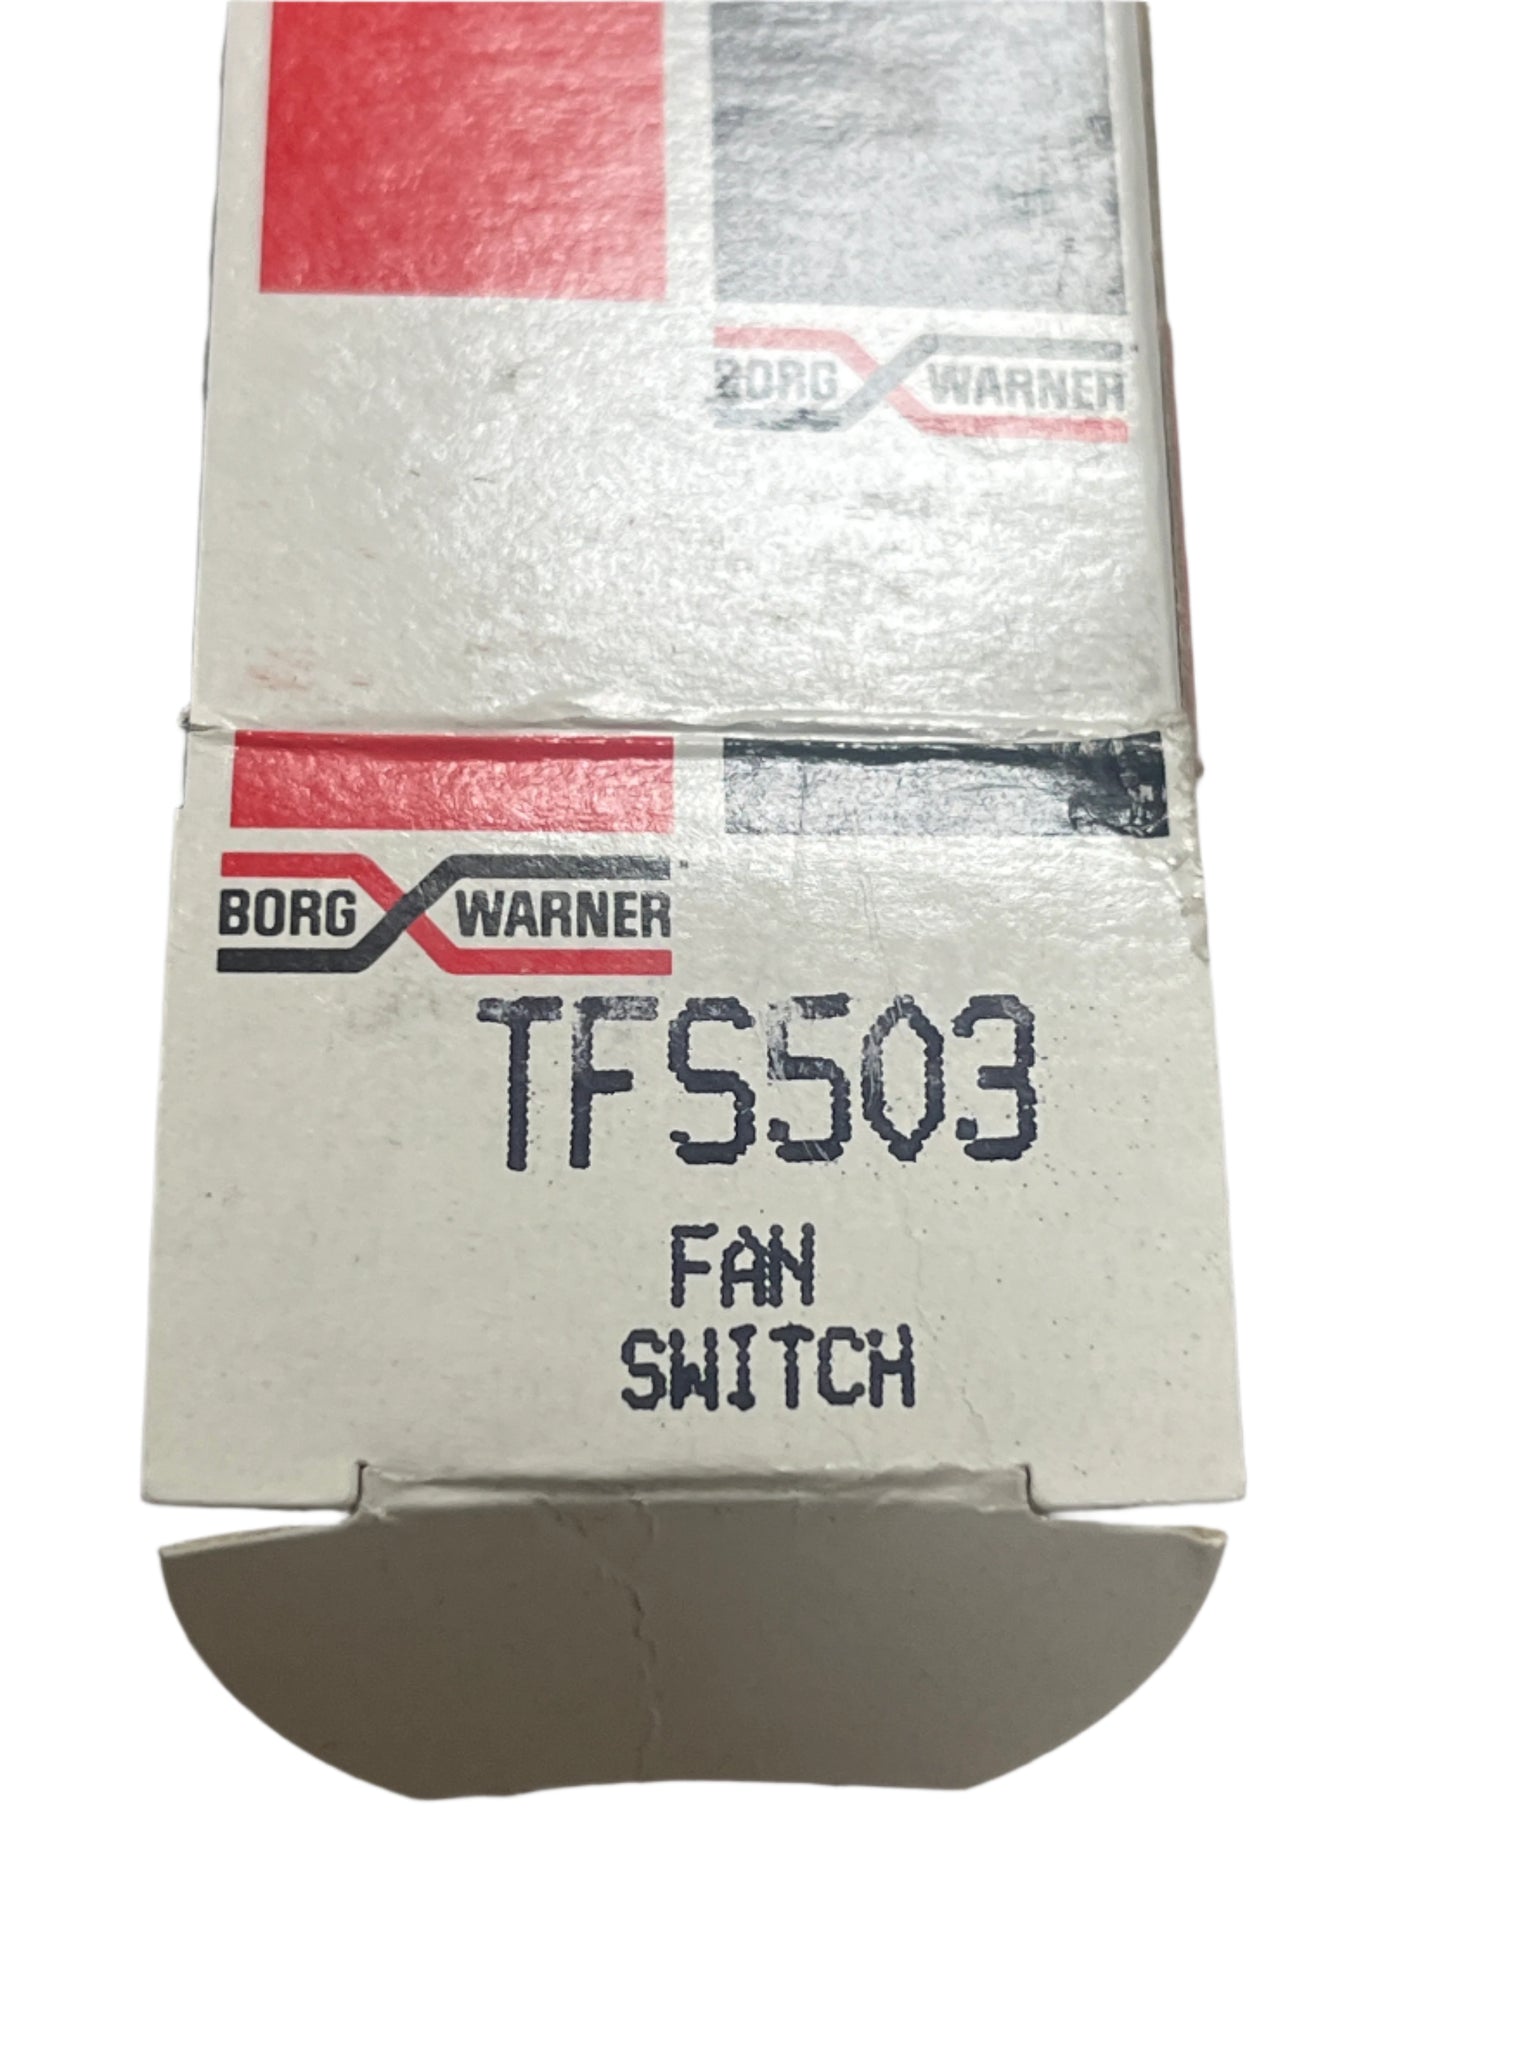 BORG WARNER
BORG WARNER
TFS503
FAN
SWITCH